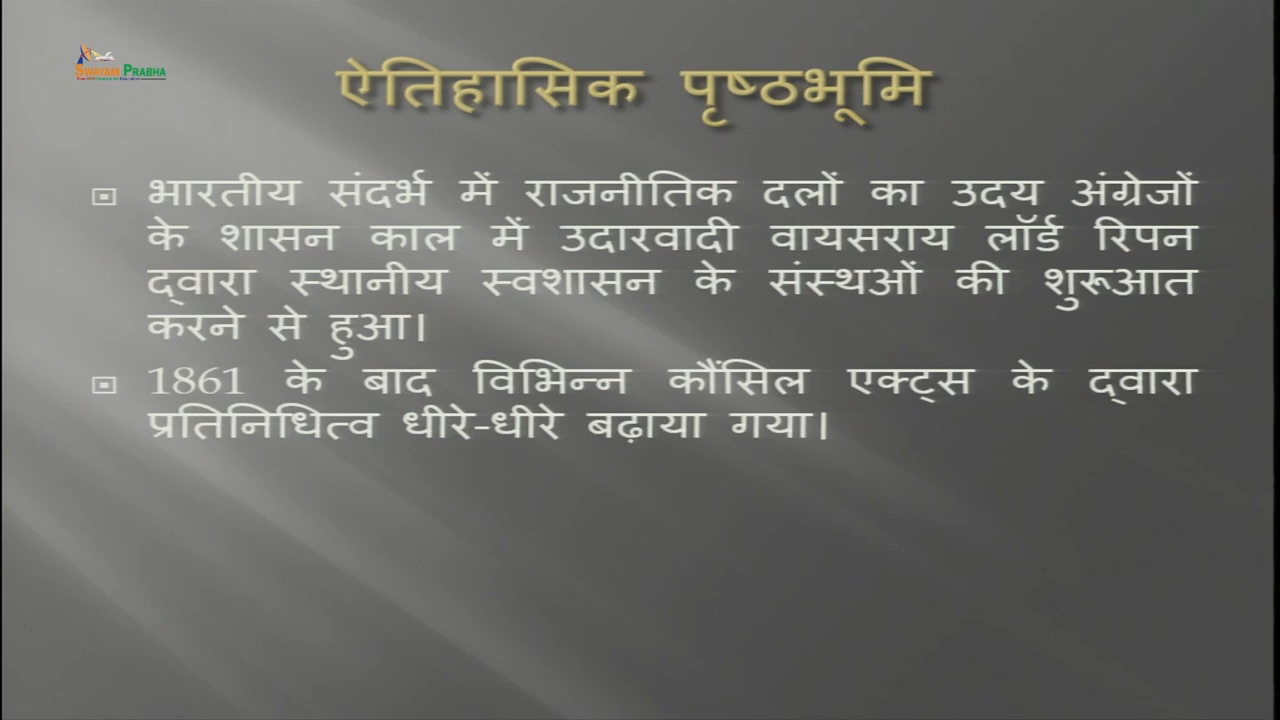 SWAYAM PRABHA
ऐतिहासिक पृष्ठभूमि
भारतीय संदर्भ में राजनीतिक दलों का उदय अंग्रेजों
के शासन काल में उदारवादी वायसराय लॉर्ड रिपन
द्वारा स्थानीय स्वशासन के संस्थओं की शुरूआत
करने से हुआ।
1861 के बाद विभिन्न कौंसिल एक्ट्स के द्वारा
प्रतिनिधित्व धीरे-धीरे बढ़ाया गया।